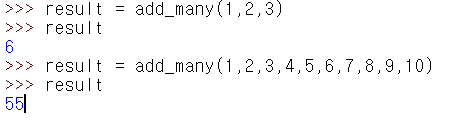 >>> result = add_many(1,2,3)
>>> result
6
>>> result = add_many(1,2,3,4,5,6,7,8,9,10)
>>> result
55